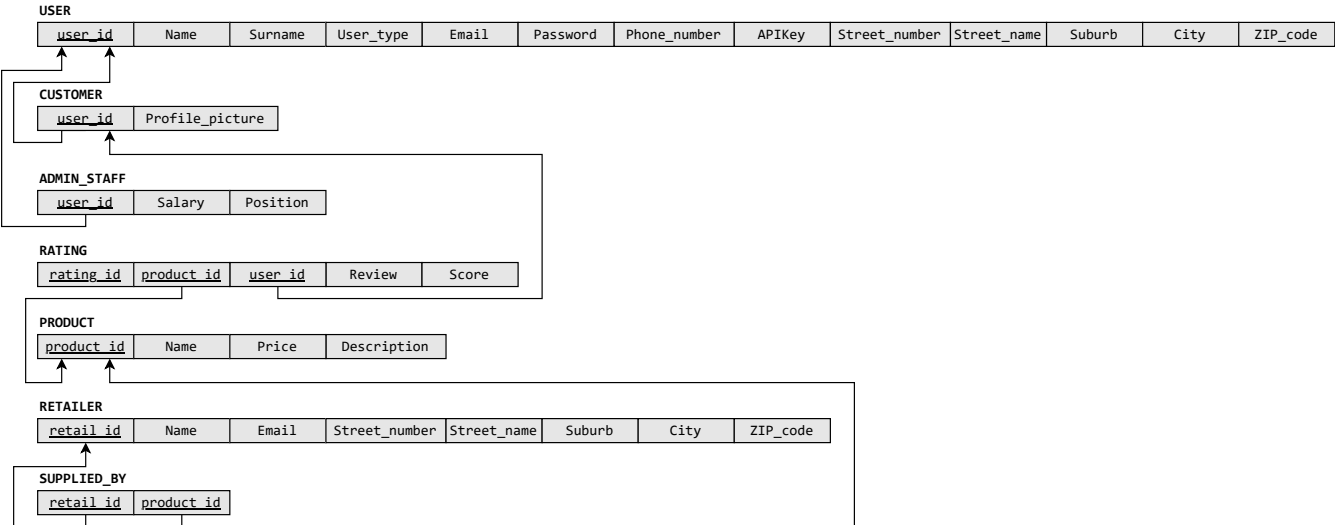 USER
user_id Name Surname User_type Email Password Phone_number APIKey Street_number Street_name Suburb City ZIP_code
CUSTOMER
user_id Profile_picture
ADMIN_STAFF
user_id Salary Position
RATING
rating_id product_id user_id Review Score
PRODUCT
product_id Name Price Description
RETAILER
retail_id Name Email Street_number Street_name Suburb City ZIP_code
SUPPLIED_BY
retail_id product_id